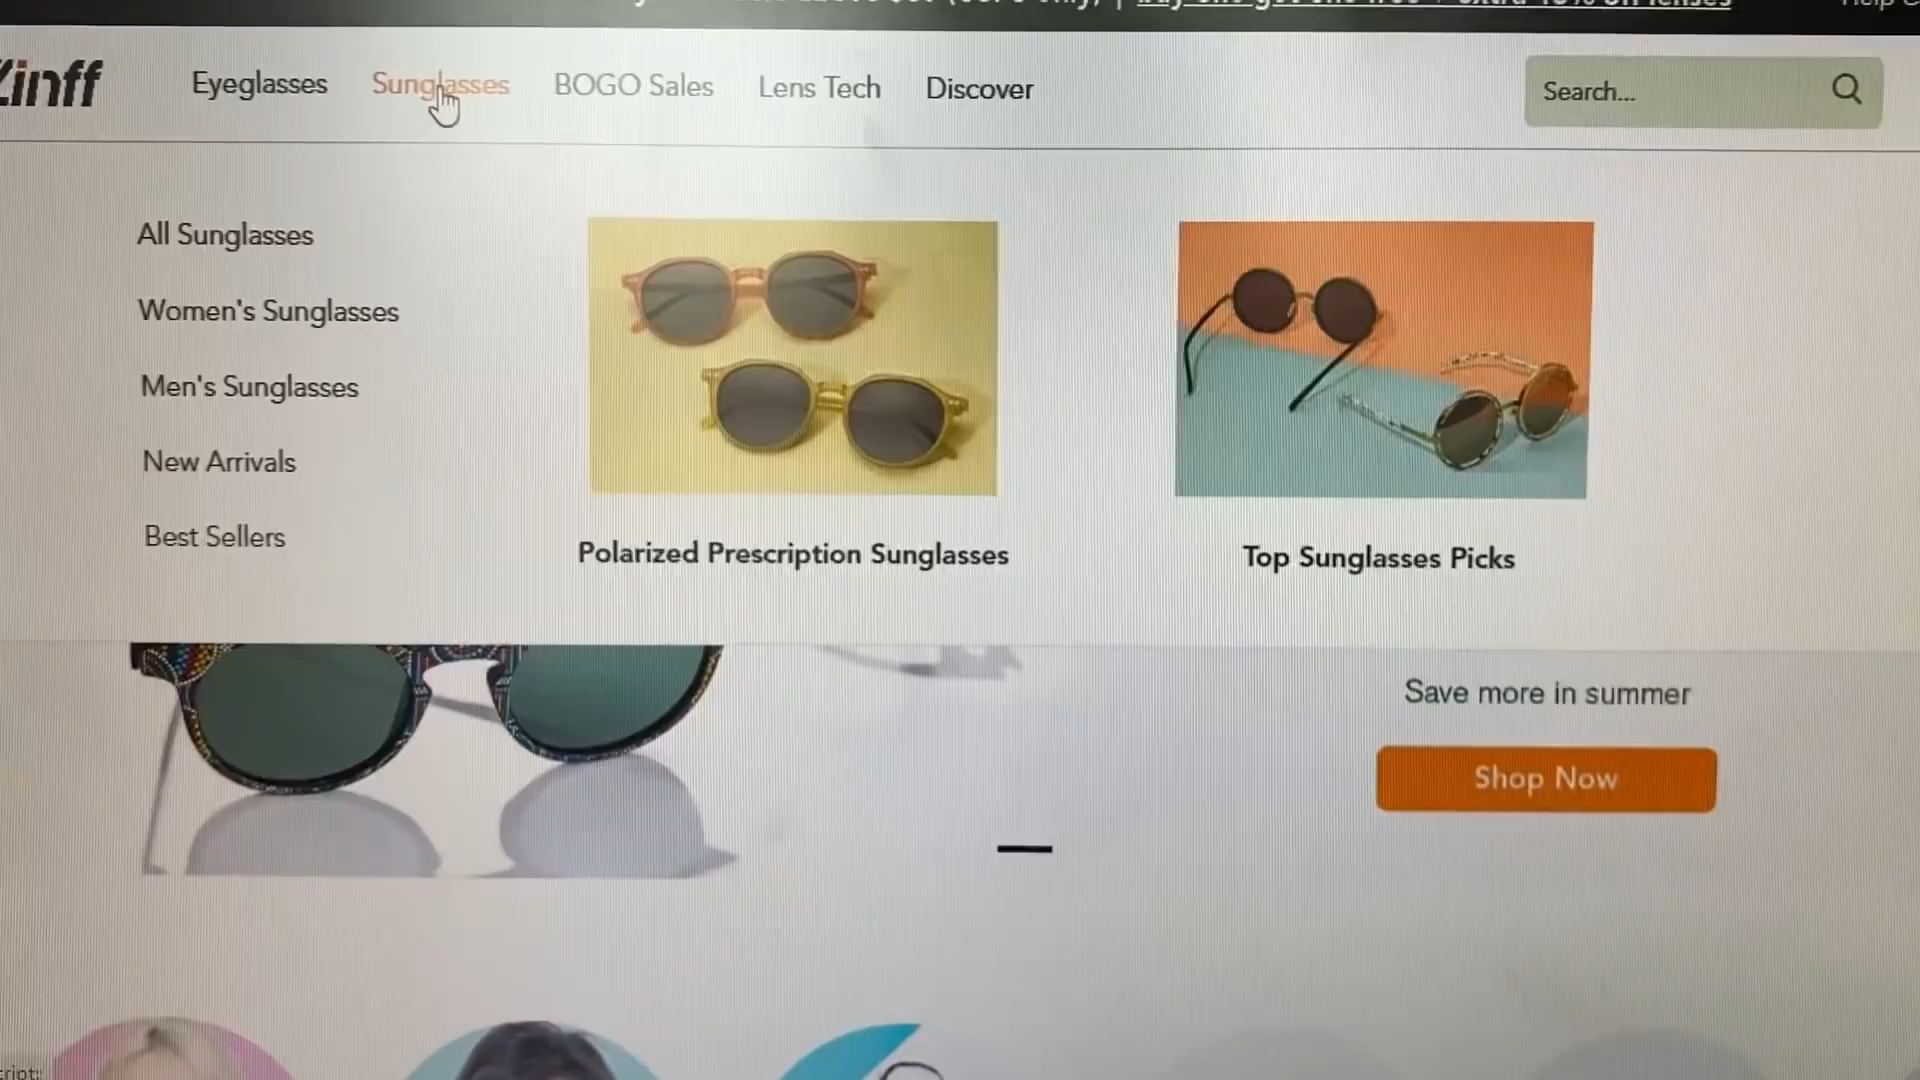 Eyeglasses
Sunglasses
BOGO Sales
Lens Tech
Discover
Search...
All Sunglasses
Women's Sunglasses
Men's Sunglasses
New Arrivals
Best Sellers
Polarized Prescription Sunglasses
Top Sunglasses Picks
Save more in summer
Shop Now